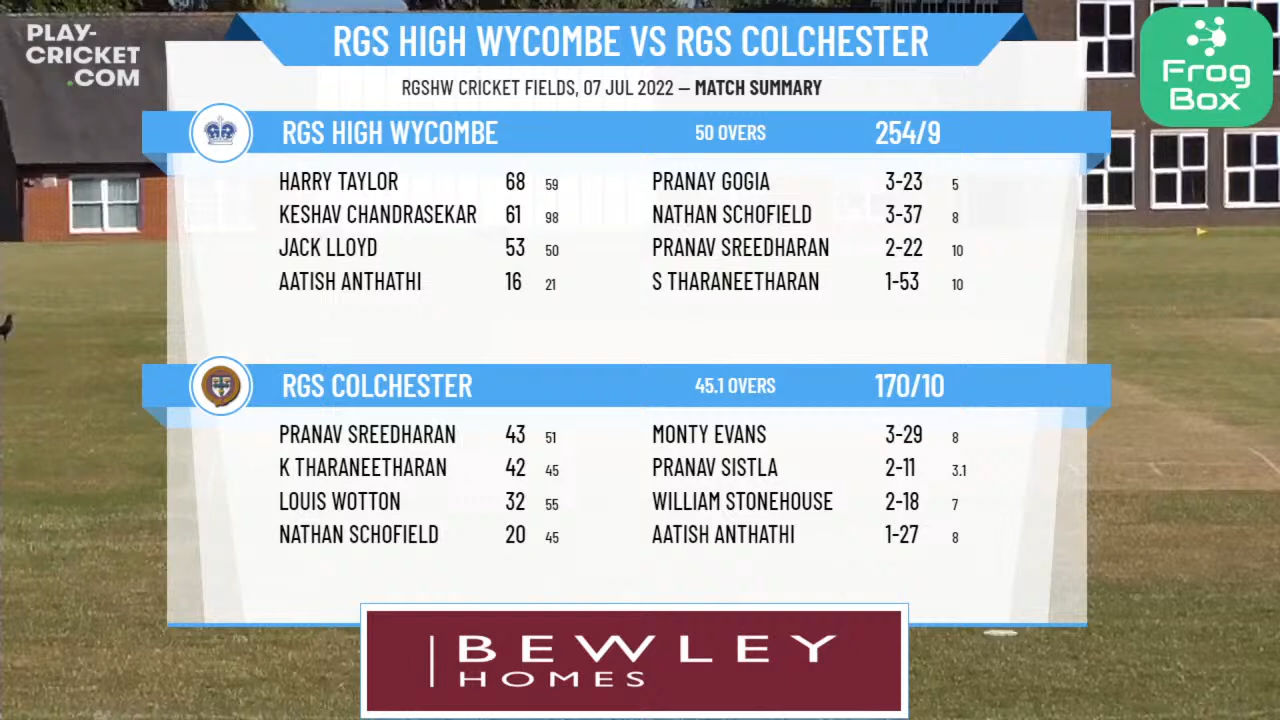 PLAY-
CRICKET
.COM
RGS HIGH WYCOMBE VS RGS COLCHESTER
Frog
Box
RGSHW CRICKET FIELDS, 07 JUL 2022 – MATCH SUMMARY
RGS HIGH WYCOMBE 50 OVERS 254/9
HARRY TAYLOR 68 59 PRANAY GOGIA 3-23 5
KESHAV CHANDRASEKAR 61 98 NATHAN SCHOFIELD 3-37 8
JACK LLOYD 53 50 PRANAV SREEDHARAN 2-22 10
AATISH ANTHATHI 16 21 S THARANEETHARAN 1-53 10
RGS COLCHESTER 45.1 OVERS 170/10
PRANAV SREEDHARAN 43 51 MONTY EVANS 3-29 8
K THARANEETHARAN 42 45 PRANAV SISTLA 2-11 3.1
LOUIS WOTTON 32 55 WILLIAM STONEHOUSE 2-18 7
NATHAN SCHOFIELD 20 45 AATISH ANTHATHI 1-27 8
BEWLEY
HOMES